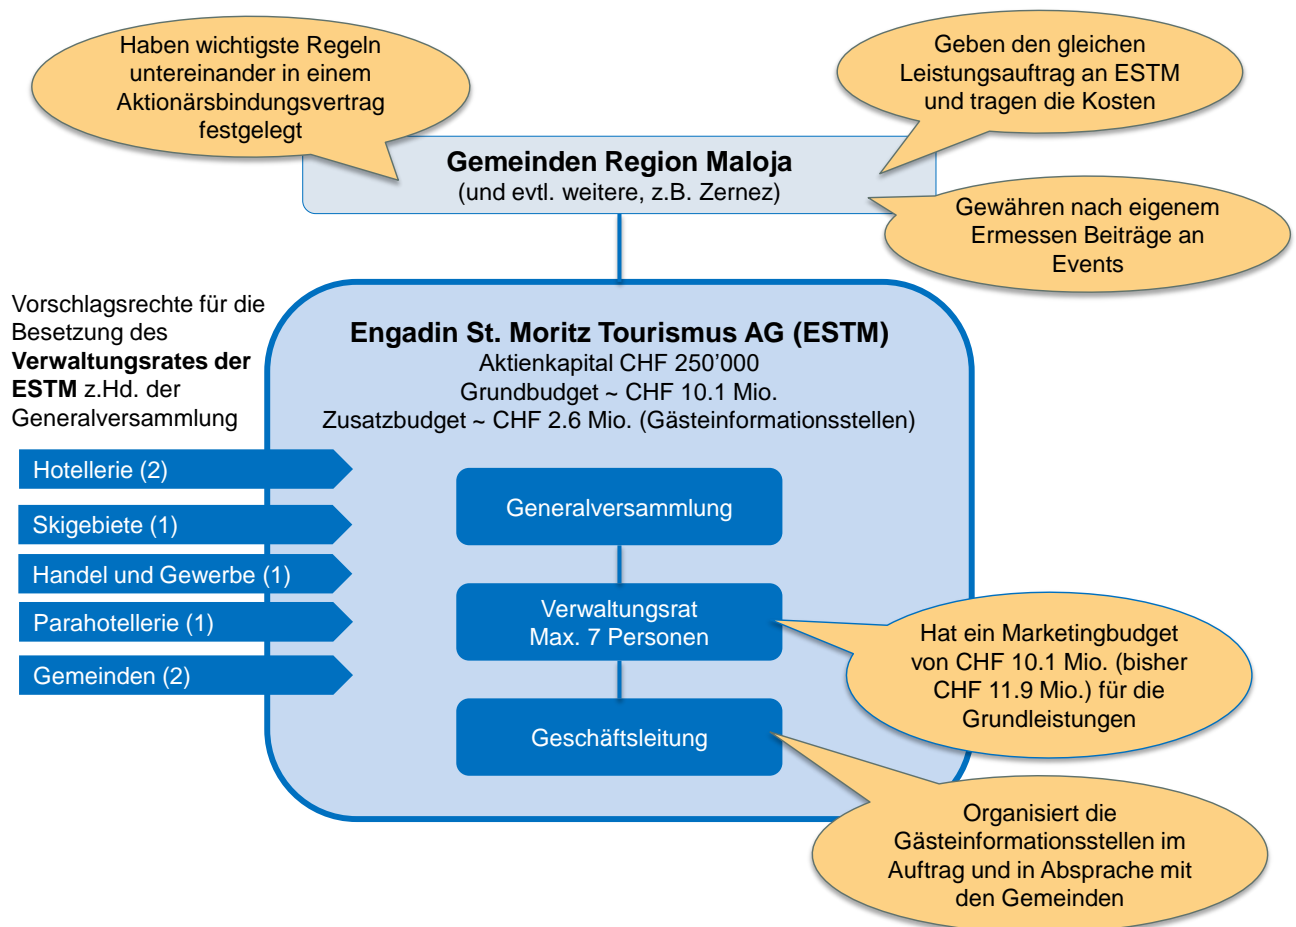 Haben wichtigste Regeln
untereinander in einem
Aktionärsbindungsvertrag
festgelegt
Geben den gleichen
Leistungsauftrag an ESTM
und tragen die Kosten
Gemeinden Region Maloja
(und evtl. weitere, z.B. Zernez)
Gewähren nach eigenem
Ermessen Beiträge an
Events
Vorschlagsrechte für die
Besetzung des
Verwaltungsrates der
ESTM z.Hd. der
Generalversammlung
Engadin St. Moritz Tourismus AG (ESTM)
Aktienkapital CHF 250’000
Grundbudget ~ CHF 10.1 Mio.
Zusatzbudget ~ CHF 2.6 Mio. (Gästeinformationsstellen)
Hotellerie (2)
Skigebiete (1)
Handel und Gewerbe (1)
Parahotellerie (1)
Gemeinden (2)
Generalversammlung
Verwaltungsrat
Max. 7 Personen
Geschäftsleitung
Hat ein Marketingbudget
von CHF 10.1 Mio. (bisher
CHF 11.9 Mio.) für die
Grundleistungen
Organisiert die
Gästeinformationsstellen im
Auftrag und in Absprache mit
den Gemeinden